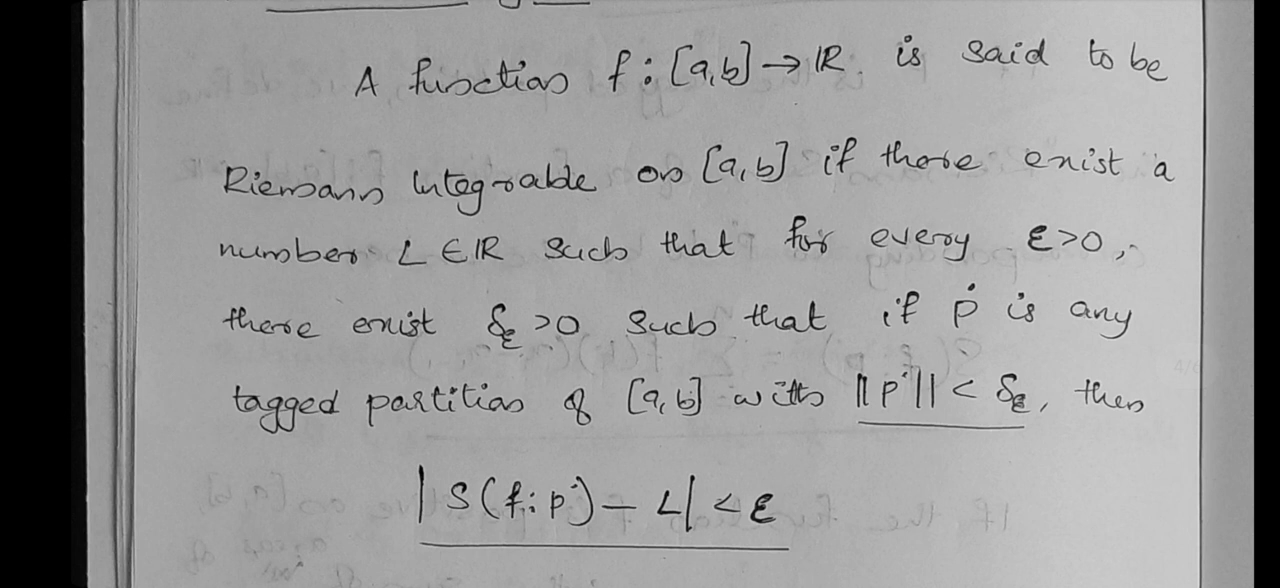 A function f : [a,b] → ℝ. is said to be
Riemann Integrable on [a,b] if there exist a
number L ∈ ℝ such that for every ε>0,
there exist δ_ε >0 such that if ṗ is any
tagged partition of [a,b] with ||ṗ|| < δ_ε, then
|S(f; ṗ) – L| < ε